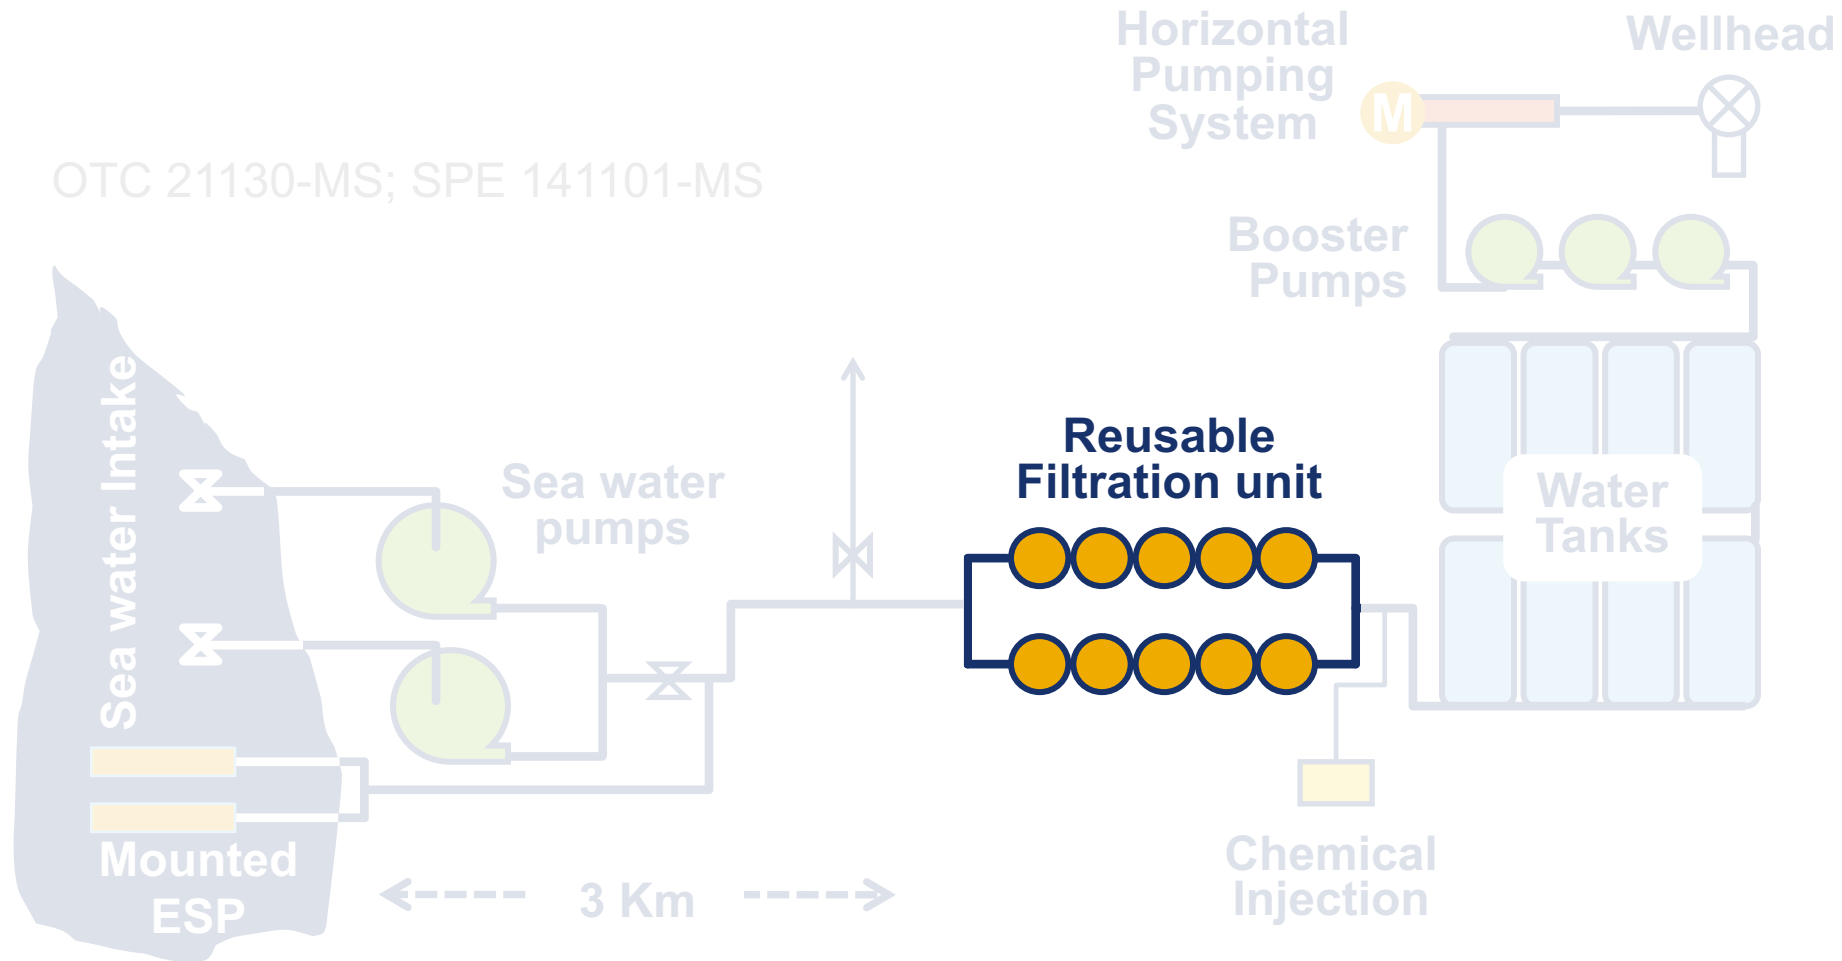 Horizontal
Pumping
System
Wellhead
M
OTC 21130-MS; SPE 141101-MS
Booster
Pumps
Sea water Intake
Sea water
pumps
Reusable
Filtration unit
Water
Tanks
Mounted
ESP
3 Km
Chemical
Injection